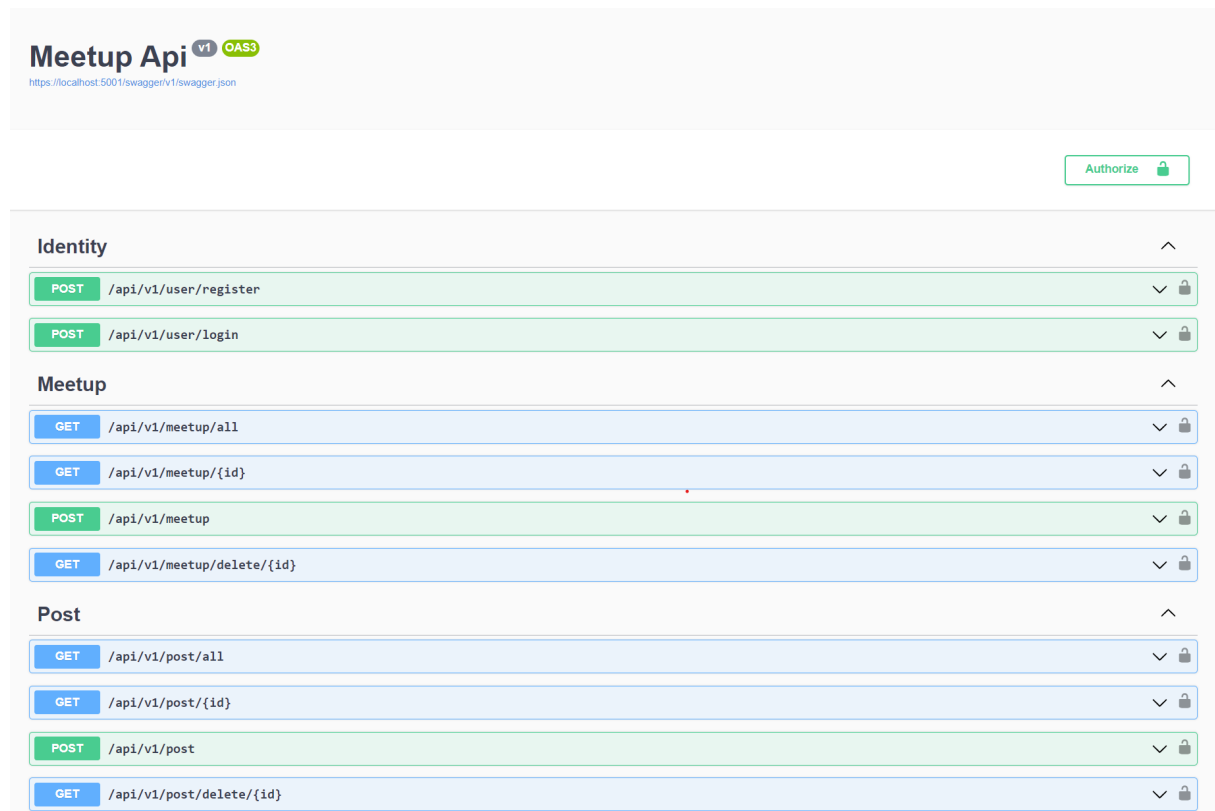 Meetup Api v1 OAS3
https://localhost:5001/swagger/v1/swagger.json
Authorize
Identity
POST /api/v1/user/register
POST /api/v1/user/login
Meetup
GET /api/v1/meetup/all
GET /api/v1/meetup/{id}
POST /api/v1/meetup
GET /api/v1/meetup/delete/{id}
Post
GET /api/v1/post/all
GET /api/v1/post/{id}
POST /api/v1/post
GET /api/v1/post/delete/{id}